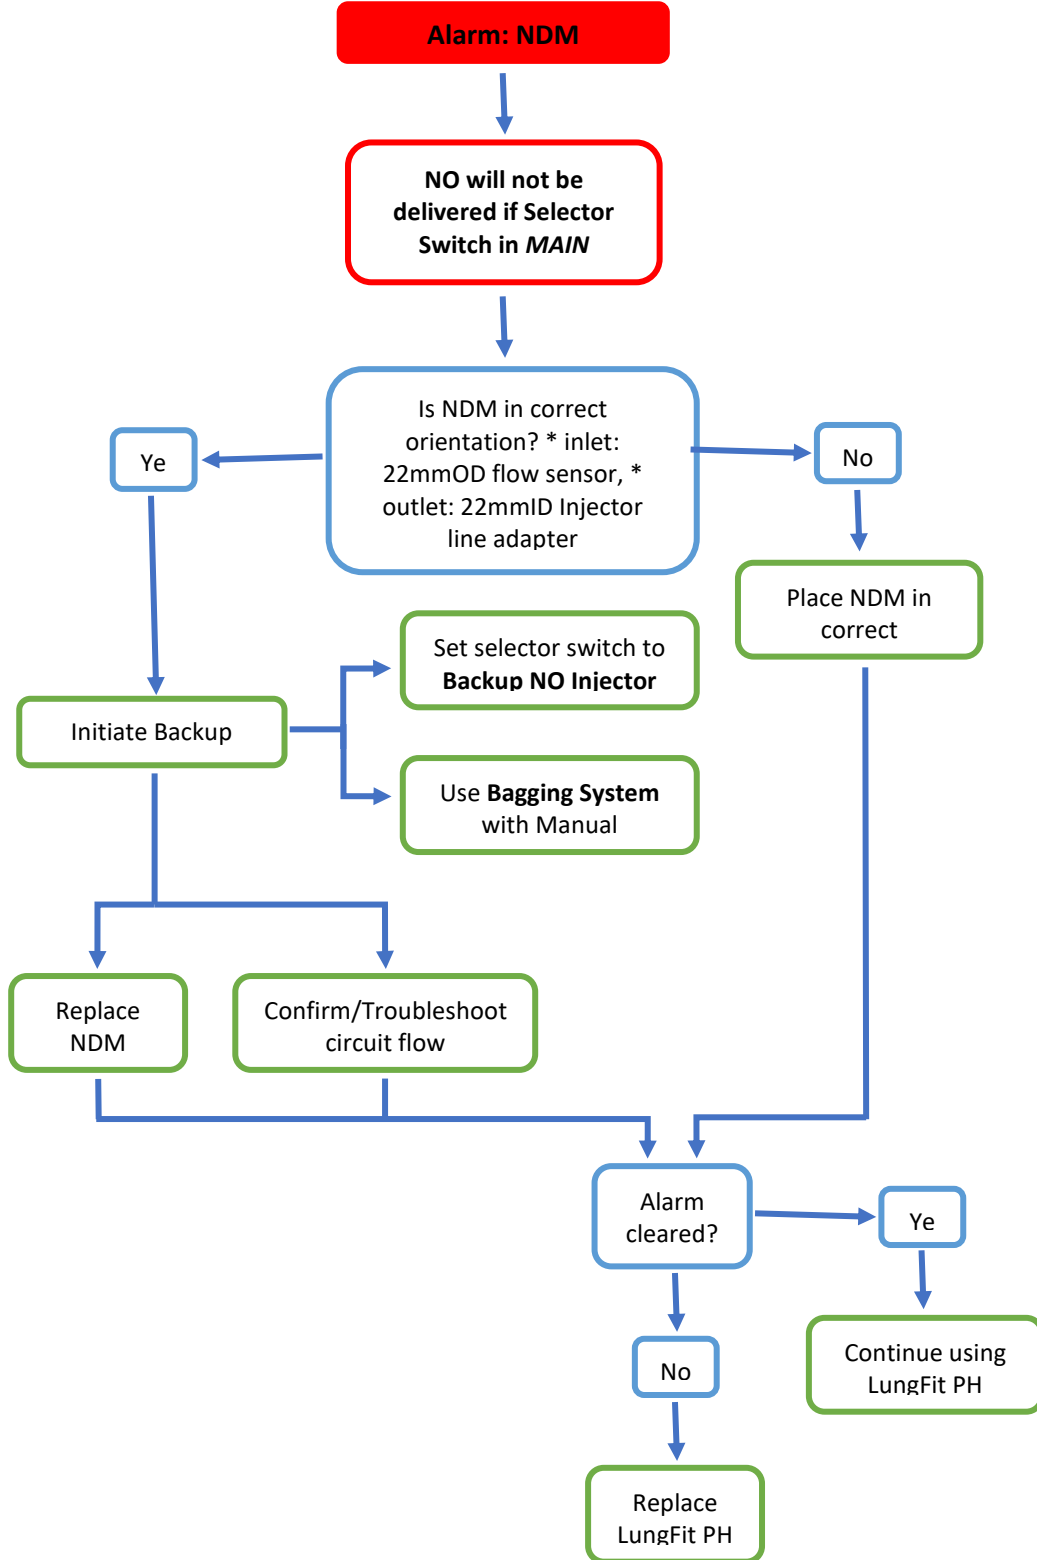 Alarm: NDM
NO will not be
delivered if Selector
Switch in MAIN
Is NDM in correct
orientation? * inlet:
22mmOD flow sensor, *
outlet: 22mmID Injector
line adapter
Ye
No
Place NDM in
correct
Set selector switch to
Backup NO Injector
Initiate Backup
Use Bagging System
with Manual
Replace
NDM
Confirm/Troubleshoot
circuit flow
Alarm
cleared?
Ye
No
Continue using
LungFit PH
Replace
LungFit PH